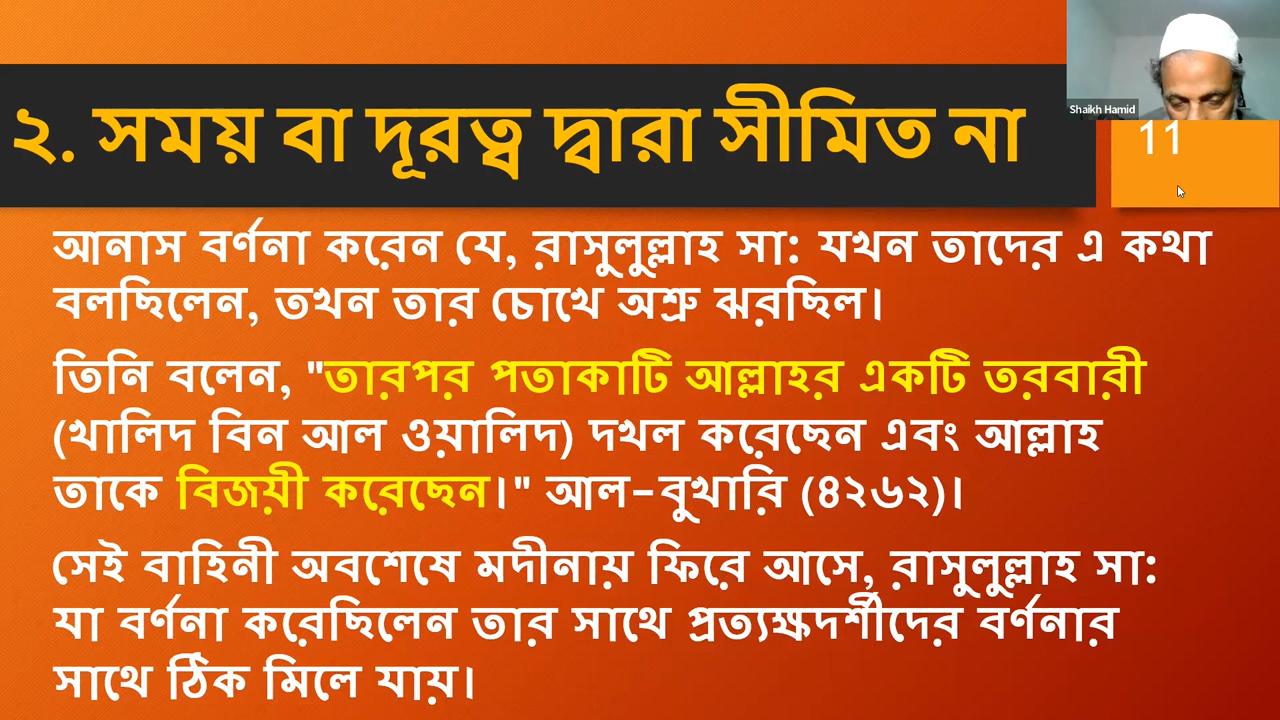 ২. সময় বা দূরত্ব দ্বারা সীমিত না
Shaikh Hamid
11
আনাস বর্ণনা করেন যে, রাসুলুল্লাহ সা: যখন তাদের এ কথা
বলছিলেন, তখন তার চোখে অশ্রু ঝরছিল।
তিনি বলেন, "তারপর পতাকাটি আল্লাহর একটি তরবারী
(খালিদ বিন আল ওয়ালিদ) দখল করেছেন এবং আল্লাহ
তাকে বিজয়ী করেছেন।" আল-বুখারি (৪২৬২)।
সেই বাহিনী অবশেষে মদীনায় ফিরে আসে, রাসুলুল্লাহ সা:
যা বর্ণনা করেছিলেন তার সাথে প্রত্যক্ষদর্শীদের বর্ণনার
সাথে ঠিক মিলে যায়।